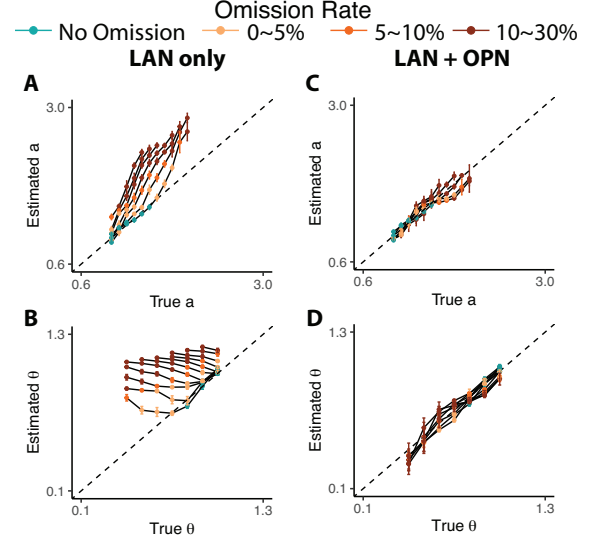 Omission Rate
No Omission 0~5% 5~10% 10~30%
LAN only LAN + OPN
A
3.0
Estimated a
0.6
0.6 3.0
True a
C
3.0
Estimated a
0.6
0.6 3.0
True a
B
1.3
Estimated θ
0.1
0.1 1.3
True θ
D
1.3
Estimated θ
0.1
0.1 1.3
True θ